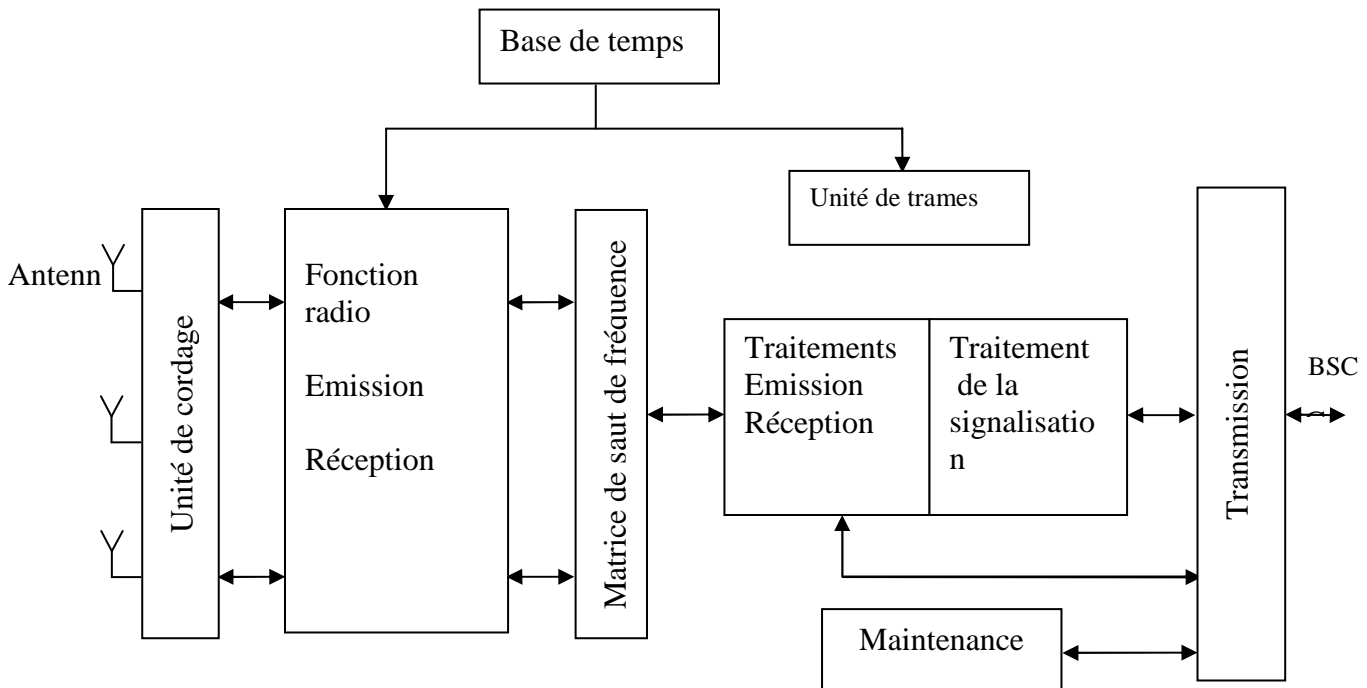 Base de temps
Unité de trames
Antenn
Unité de cordage
Fonction
radio
Emission
Réception
Matrice de saut de fréquence
Traitements
Emission
Réception
Traitement
de la
signalisatio
n
Transmission
BSC
Maintenance